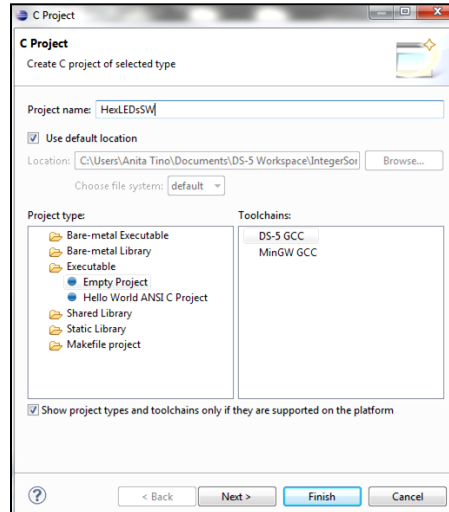 C Project
C Project
Create C project of selected type
Project name: HexLEDsSW
Use default location
Location: C:\Users\Anita Tino\Documents\DS-5 Workspace\IntegerSor Browse...
Choose file system: default
Project type: Toolchains:
Bare-metal Executable DS-5 GCC
Bare-metal Library MinGW GCC
Executable
Empty Project
Hello World ANSI C Project
Shared Library
Static Library
Makefile project
Show project types and toolchains only if they are supported on the platform
? < Back Next > Finish Cancel